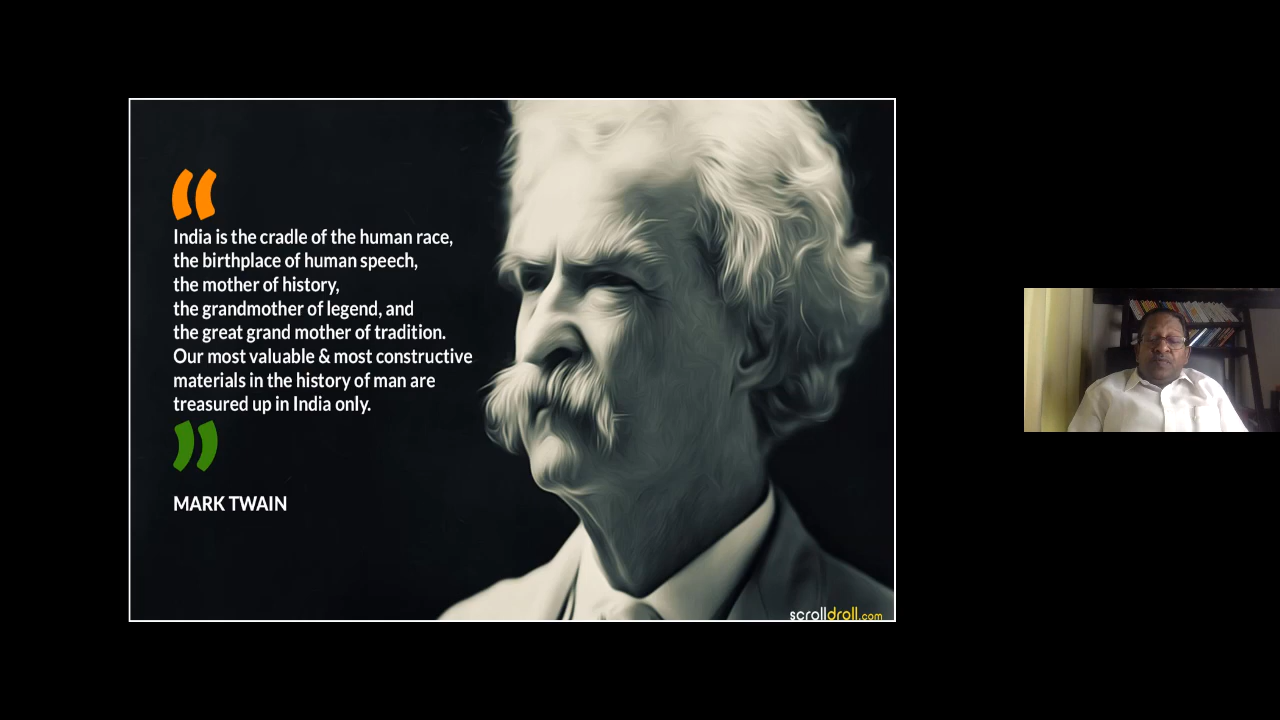 India is the cradle of the human race,
the birthplace of human speech,
the mother of history,
the grandmother of legend, and
the great grand mother of tradition.
Our most valuable & most constructive
materials in the history of man are
treasured up in India only.
MARK TWAIN
scrolldroll.com